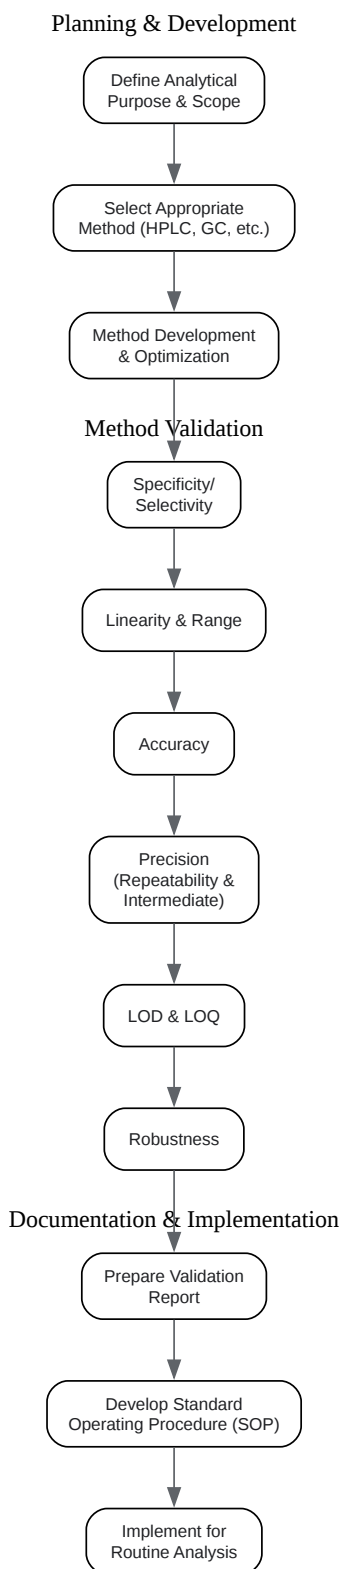 Planning & Development
Define Analytical
Purpose & Scope
Select Appropriate
Method (HPLC, GC, etc.)
Method Development
& Optimization
Method Validation
Specificity/
Selectivity
Linearity & Range
Accuracy
Precision
(Repeatability &
Intermediate)
LOD & LOQ
Robustness
Documentation & Implementation
Prepare Validation
Report
Develop Standard
Operating Procedure (SOP)
Implement for
Routine Analysis